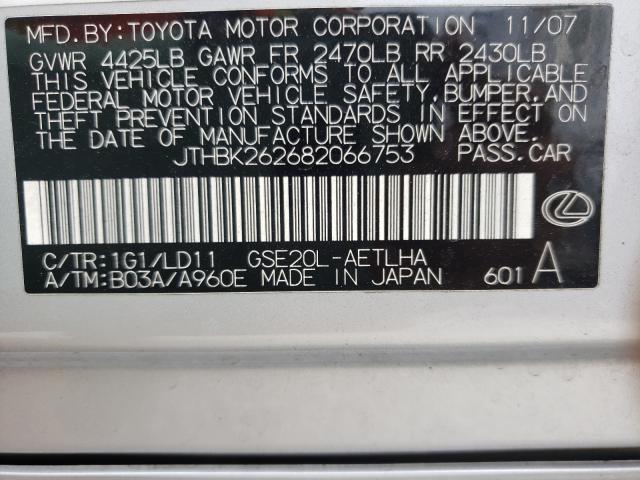 MFD.BY:TOYOTA MOTOR CORPORATION 11/07
GVWR 4425LB GAWR FR 2470LB RR 2430LB
THIS VEHICLE CONFORMS TO ALL APPLICABLE
FEDERAL MOTOR VEHICLE SAFETY, BUMPER, AND
THEFT PREVENTION STANDARDS IN EFFECT ON
THE DATE OF MANUFACTURE SHOWN ABOVE.
JTHBK262682066753 PASS.CAR
C/TR:1G1/LD11 GSE20L-AETLHA
A/TM:B03A/A960E MADE IN JAPAN 601 A